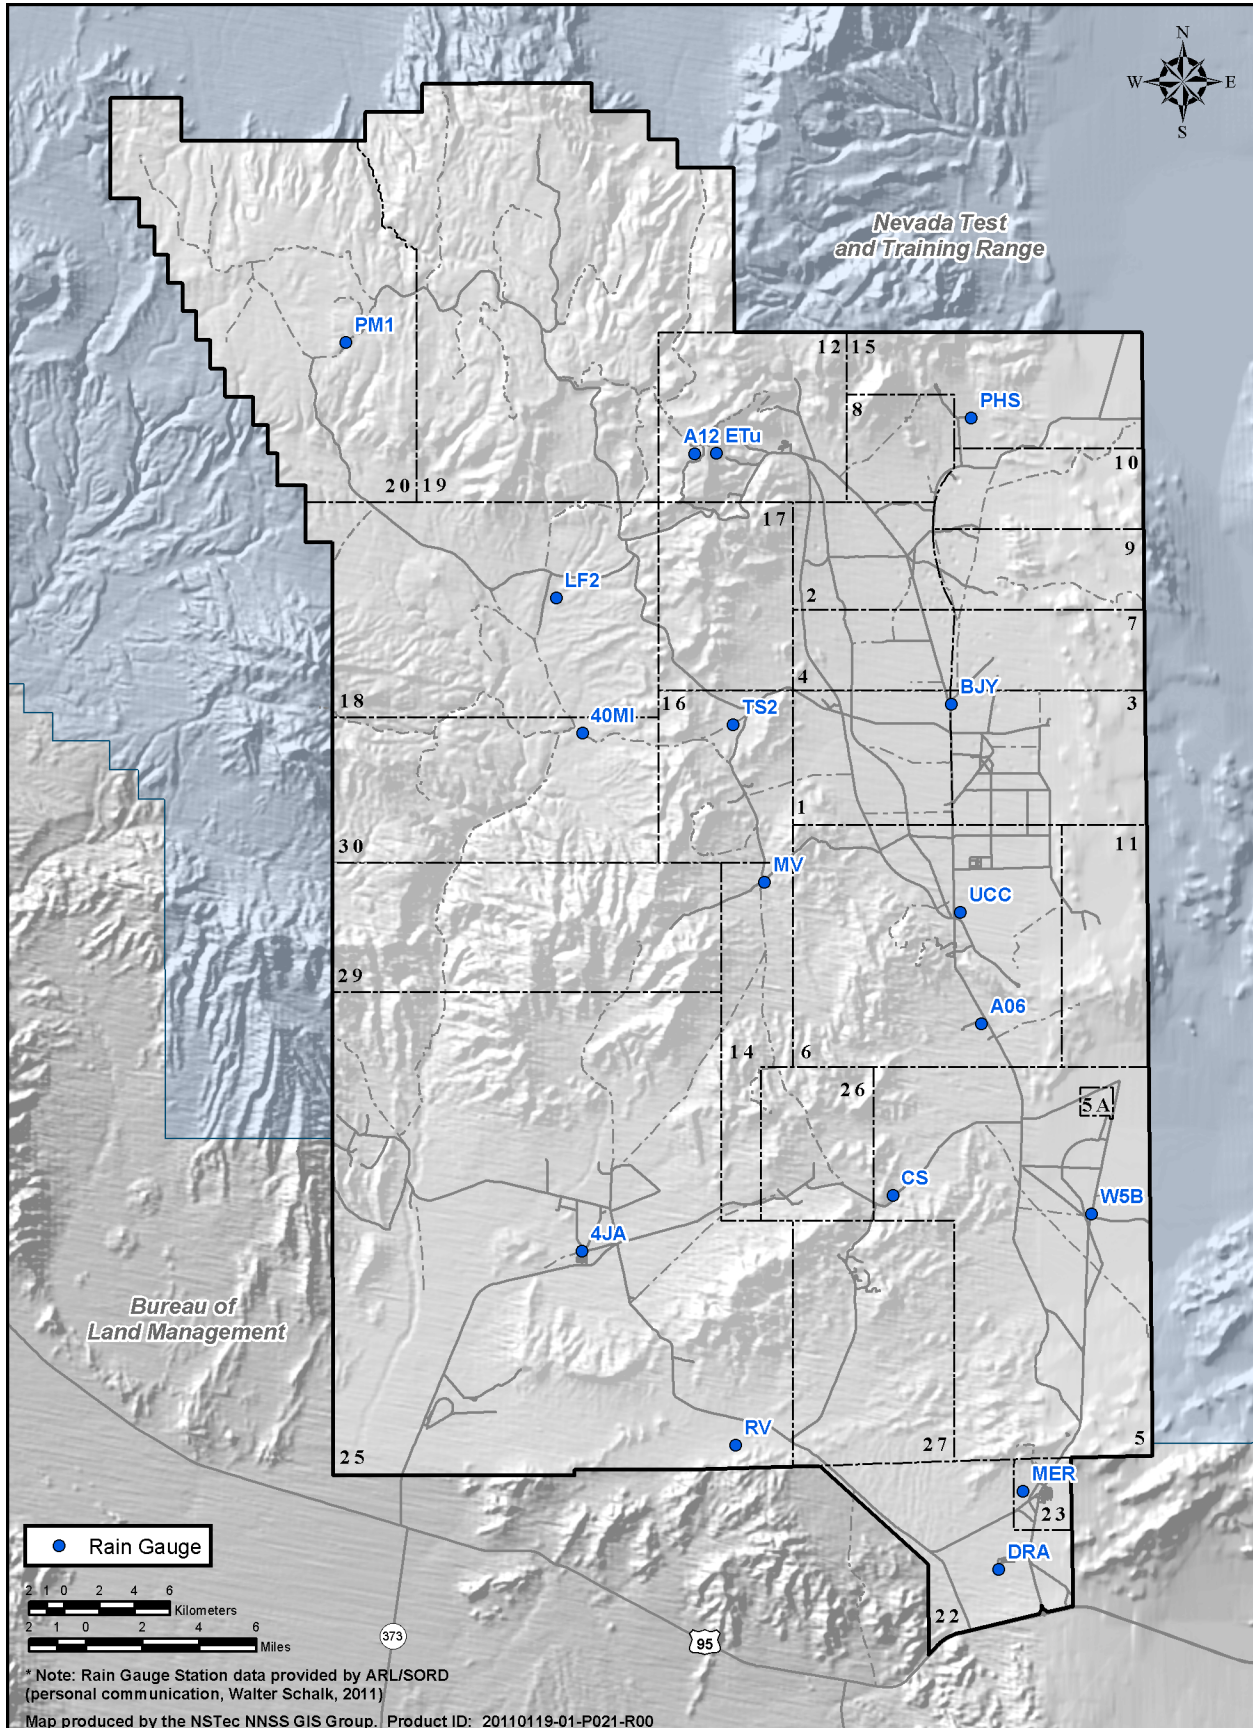 N
W E
S
Nevada Test
and Training Range
PM1
12 15
PHS
8
A12 ETu
10
20 19
17
9
LF2
2
7
4
BJY
18
16
TS2
3
40MI
1
30
11
MV
UCC
29
A06
14
6
26
5A
CS
W5B
4JA
Bureau of
Land Management
RV
25
27
5
MER
23
DRA
22
Rain Gauge
2 1 0 2 4 6
Kilometers
2 1 0 2 4 6
Miles
373
95
* Note: Rain Gauge Station data provided by ARL/SORD
(personal communication, Walter Schalk, 2011)
Map produced by the NSTec NNSS GIS Group. Product ID: 20110119-01-P021-R00